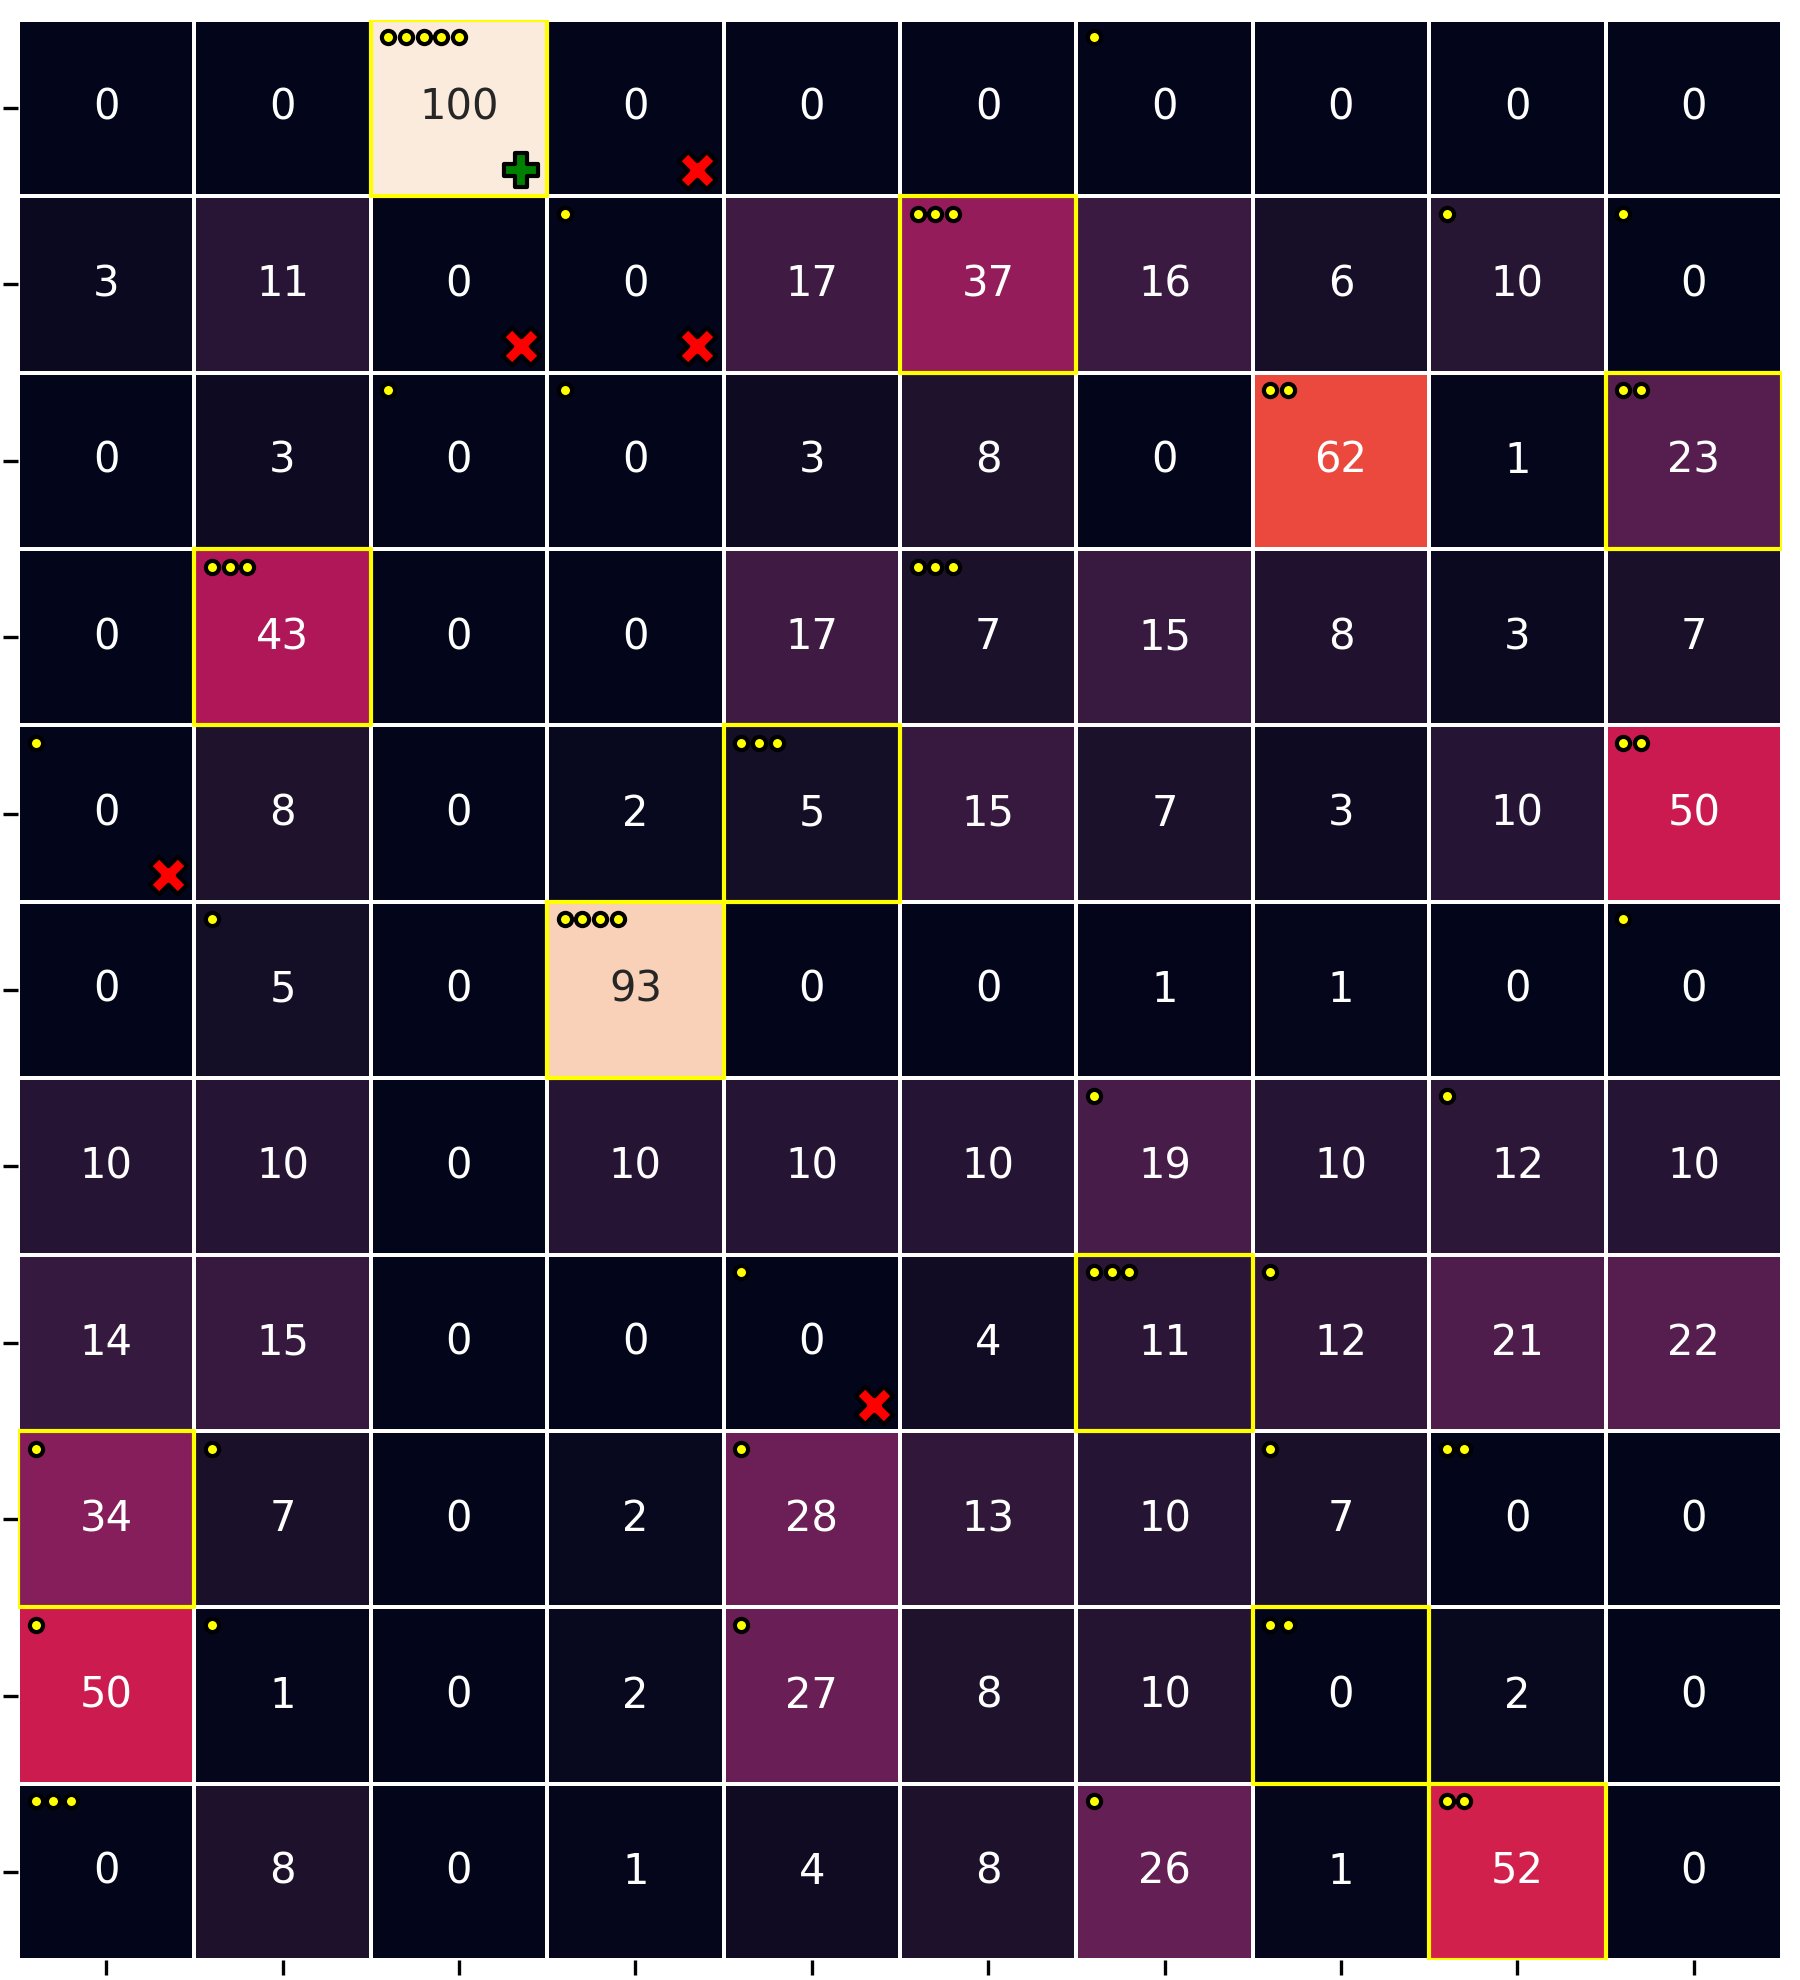 0 0 100 0 0 0 0 0 0 0
3 11 0 0 17 37 16 6 10 0
0 3 0 0 3 8 0 62 1 23
0 43 0 0 17 7 15 8 3 7
0 8 0 2 5 15 7 3 10 50
0 5 0 93 0 0 1 1 0 0
10 10 0 10 10 10 19 10 12 10
14 15 0 0 0 4 11 12 21 22
34 7 0 2 28 13 10 7 0 0
50 1 0 2 27 8 10 0 2 0
0 8 0 1 4 8 26 1 52 0